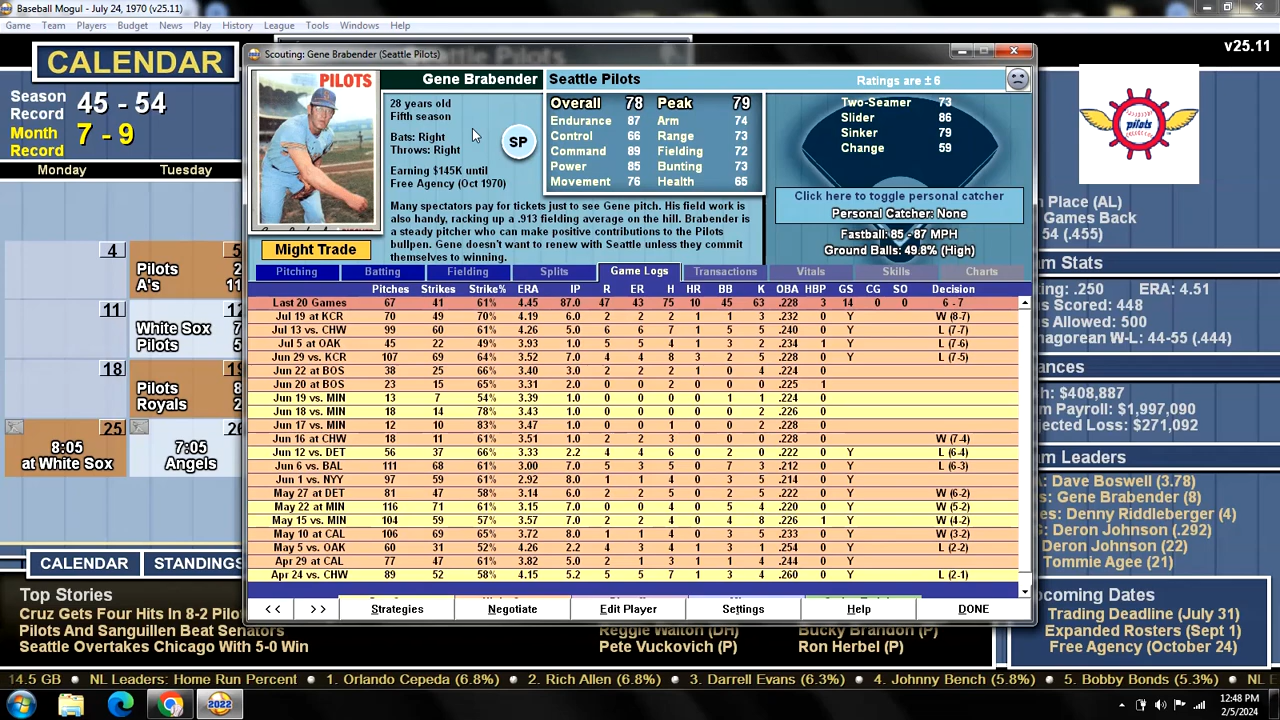 Baseball Mogul - July 24, 1970 (v25.11)
Game Team Players Budget News Play History League Tools Windows Help
v25.11
CALENDAR
Season Record 45 - 54
Month Record 7 - 9
Monday Tuesday
4 Pilots 2
A's 11
11 White Sox
Pilots
18 Pilots 8
Royals 2
25 8:05
at White Sox
7:05
Angels
CALENDAR STANDINGS
Top Stories
Cruz Gets Four Hits In 8-2 Pilo
Pilots And Sanguillen Beat Senators
Seattle Overtakes Chicago With 5-0 Win
Scouting: Gene Brabender (Seattle Pilots)
PILOTS
Gene Brabender
28 years old
Fifth season
Bats: Right
Throws: Right
Earning $145K until
Free Agency (Oct 1970)
SP
Seattle Pilots
Overall 78 Peak 79
Endurance 87 Arm 74
Control 66 Range 73
Command 89 Fielding 72
Power 85 Bunting 73
Movement 76 Health 65
Ratings are ± 6
Two-Seamer 73
Slider 86
Sinker 79
Change 59
Click here to toggle personal catcher
Personal Catcher: None
Fastball: 85 - 87 MPH
Ground Balls: 49.8% (High)
Many spectators pay for tickets just to see Gene pitch. His field work is
also handy, racking up a .913 fielding average on the hill. Brabender is
a steady pitcher who can make positive contributions to the Pilots
bullpen. Gene doesn't want to renew with Seattle unless they commit
themselves to winning.
Might Trade
Pitching Batting Fielding Splits Game Logs Transactions Vitals Skills Charts
Pitches Strikes Strike% ERA IP R ER H HR BB K OBA HBP GS CG SO Decision
Last 20 Games 67 41 61% 4.45 87.0 47 43 75 10 45 63 .228 3 14 0 0 6 - 7
Jul 19 at KCR 70 49 70% 4.19 6.0 2 2 2 1 1 3 .232 0 Y W (8-7)
Jul 13 vs. CHW 99 60 61% 4.26 5.0 6 6 7 1 5 5 .240 0 Y L (7-7)
Jul 5 at OAK 45 22 49% 3.93 1.0 5 5 4 1 3 2 .234 1 Y L (7-6)
Jun 29 vs. KCR 107 69 64% 3.52 7.0 4 4 8 3 2 5 .228 0 Y L (7-5)
Jun 22 at BOS 38 25 66% 3.40 3.0 2 2 2 1 0 4 .224 0
Jun 20 at BOS 23 15 65% 3.31 2.0 0 0 2 0 0 0 .225 1
Jun 19 vs. MIN 13 7 54% 3.39 1.0 0 0 0 0 1 1 .224 0
Jun 18 vs. MIN 18 14 78% 3.43 1.0 0 0 0 0 0 2 .226 0
Jun 17 vs. MIN 12 10 83% 3.47 1.0 0 0 1 0 0 2 .228 0
Jun 16 at CHW 18 11 61% 3.51 1.0 2 2 3 0 0 0 .228 0 W (7-4)
Jun 12 vs. DET 56 37 66% 3.33 2.2 4 4 6 0 2 0 .222 0 Y L (6-4)
Jun 6 vs. BAL 111 68 61% 3.00 7.0 5 3 5 0 7 3 .212 0 Y L (6-3)
Jun 1 vs. NYY 97 59 61% 2.92 8.0 1 1 4 0 3 5 .214 0 Y
May 27 at DET 81 47 58% 3.14 6.0 2 2 5 0 2 5 .222 0 Y W (6-2)
May 22 at MIN 116 71 61% 3.15 7.0 0 0 5 0 5 4 .220 0 Y W (5-2)
May 15 vs. MIN 104 59 57% 3.57 7.0 2 2 2 0 4 8 .226 1 Y W (4-2)
May 10 at CAL 106 69 65% 3.72 8.0 1 1 5 0 3 5 .233 0 Y W (3-2)
May 5 vs. OAK 60 31 52% 4.26 2.2 4 3 4 1 3 1 .254 0 Y L (2-2)
Apr 29 at CAL 77 47 61% 3.82 5.0 2 2 3 1 1 4 .244 0 Y
Apr 24 vs. CHW 89 52 58% 4.15 5.2 5 5 7 1 3 4 .260 0 Y L (2-1)
<< >> Strategies Negotiate Edit Player Settings Help DONE
Reggie Walton (DH) Bucky Brandon (P)
Pete Vuckovich (P) Ron Herbel (P)
pilots
Place (AL)
Games Back
54 (.455)
am Stats
ng: .250 ERA: 4.51
s Scored: 448
s Allowed: 500
agorean W-L: 44-55 (.444)
ances
h: $408,887
m Payroll: $1,997,090
ected Loss: $271,092
am Leaders
A: Dave Boswell (3.78)
s: Gene Brabender (8)
es: Denny Riddleberger (4)
G: Deron Johnson (.292)
Deron Johnson (22)
Tommie Agee (21)
pcoming Dates
Trading Deadline (July 31)
Expanded Rosters (Sept 1)
Free Agency (October 24)
14.5 GB • NL Leaders: Home Run Percent • 1. Orlando Cepeda (6.8%) • 2. Rich Allen (6.8%) • 3. Darrell Evans (6.3%) • 4. Johnny Bench (5.8%) • 5. Bobby Bonds (5.3%) • NL
2022
12:48 PM
2/5/2024